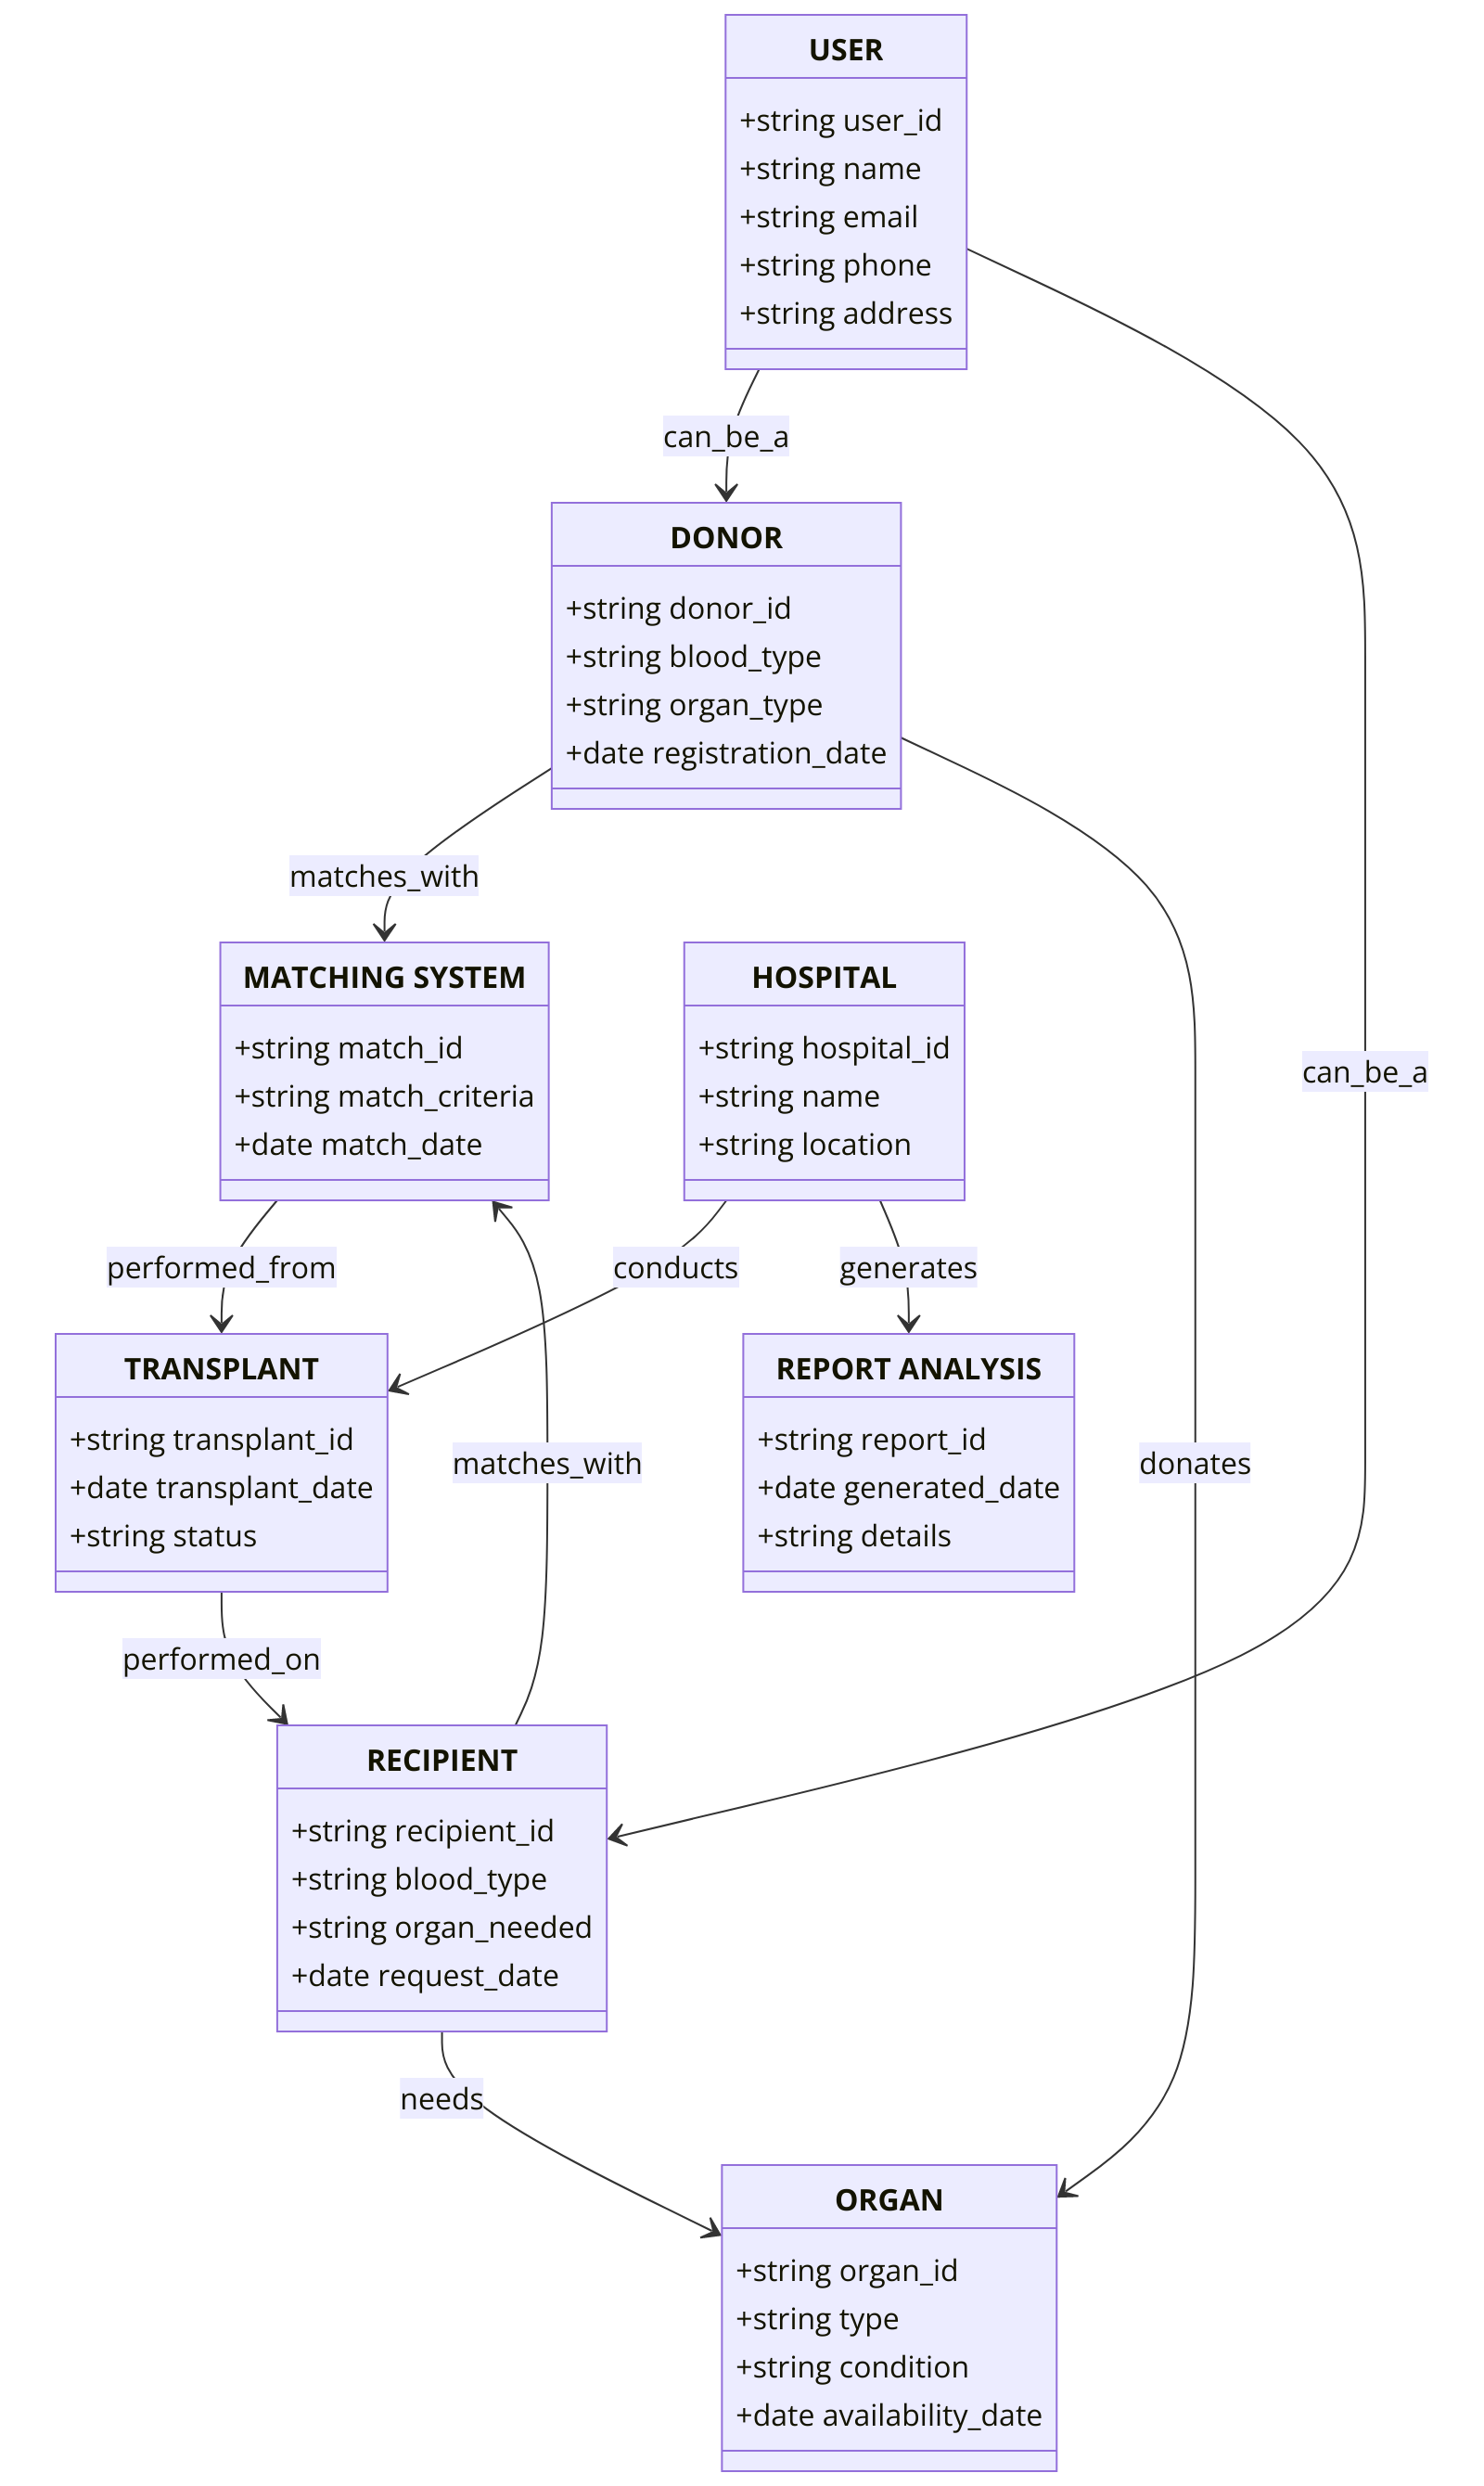 USER
+string user_id
+string name
+string email
+string phone
+string address
can_be_a
DONOR
+string donor_id
+string blood_type
+string organ_type
+date registration_date
matches_with
MATCHING SYSTEM
+string match_id
+string match_criteria
+date match_date
HOSPITAL
+string hospital_id
+string name
+string location
can_be_a
performed_from
conducts
generates
TRANSPLANT
+string transplant_id
+date transplant_date
+string status
matches_with
REPORT ANALYSIS
+string report_id
+date generated_date
+string details
donates
performed_on
RECIPIENT
+string recipient_id
+string blood_type
+string organ_needed
+date request_date
needs
ORGAN
+string organ_id
+string type
+string condition
+date availability_date